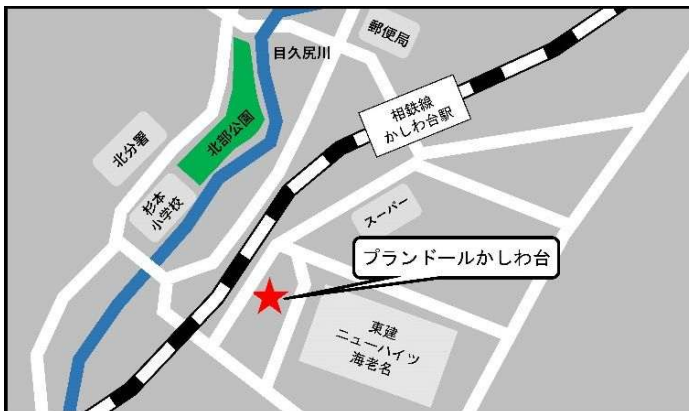 郵便局
目久尻川
相鉄線
かしわ台駅
北部公園
北分署
杉本
小学校
スーパー
プランドールかしわ台
東建
ニューハイツ
海老名